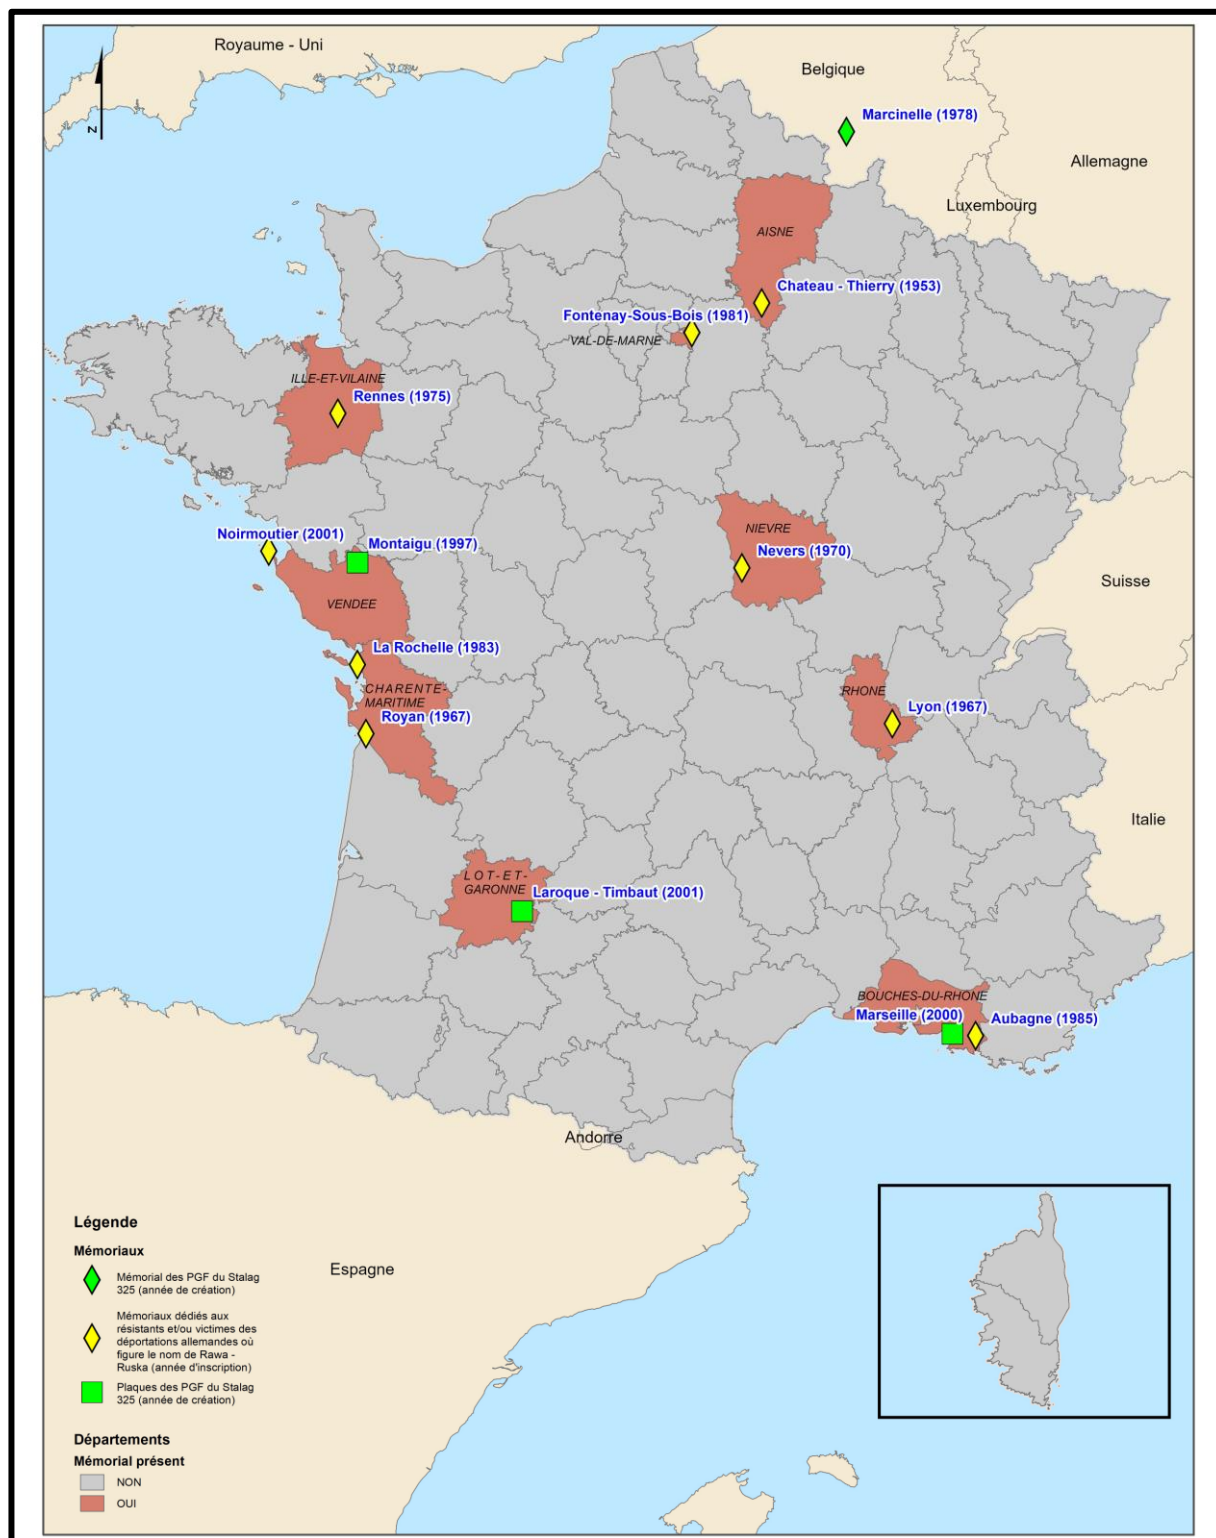 Royaume - Uni
Belgique
Marcinelle (1978)
Allemagne
Luxembourg
AISNE
Chateau - Thierry (1953)
Fontenay-Sous-Bois (1981)
VAL-DE-MARNE
ILLE-ET-VILAINE
Rennes (1975)
Noirmoutier (2001)
Montaigu (1997)
NIEVRE
Nevers (1970)
Suisse
VENDEE
La Rochelle (1983)
CHARENTE-
MARITIME
Royan (1967)
RHONE
Lyon (1967)
Italie
LOT-ET-
GARONNE
Laroque - Timbaut (2001)
BOUCHES-DU-RHONE
Marseille (2000)
Aubagne (1985)
Andorre
Espagne
N
Légende
Mémoriaux
Mémorial des PGF du Stalag
325 (année de création)
Mémoriaux dédiés aux
résistants et/ou victimes des
déportations allemandes où
figure le nom de Rawa -
Ruska (année d'inscription)
Plaques des PGF du Stalag
325 (année de création)
Départements
Mémorial présent
NON
OUI